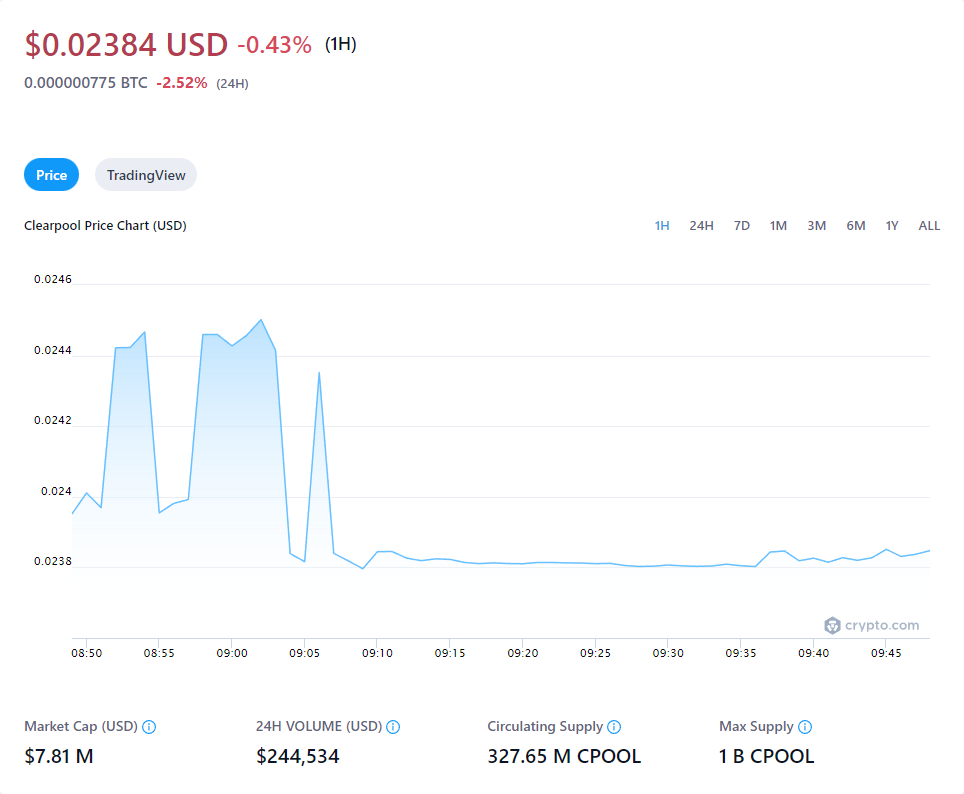 $0.02384 USD -0.43% (1H)
0.000000775 BTC -2.52% (24H)
Price TradingView
Clearpool Price Chart (USD) 1H 24H 7D 1M 3M 6M 1Y ALL
0.0246
0.0244
0.0242
0.024
0.0238
crypto.com
08:50 08:55 09:00 09:05 09:10 09:15 09:20 09:25 09:30 09:35 09:40 09:45
Market Cap (USD) 24H VOLUME (USD) Circulating Supply Max Supply
$7.81 M $244,534 327.65 M CPOOL 1 B CPOOL